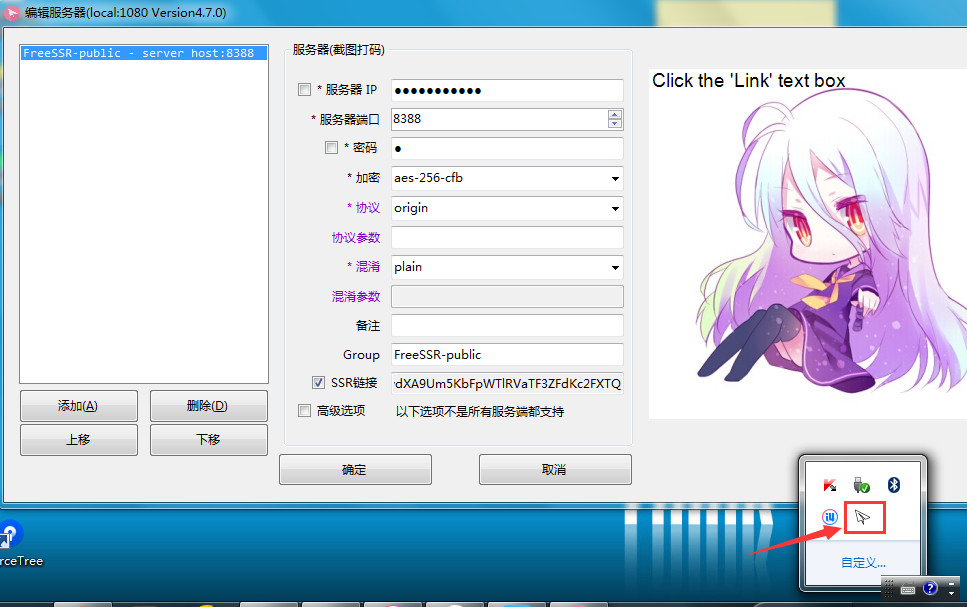 编辑服务器(local:1080 Version4.7.0)
FreeSSR-public - server host:8388
添加(A)
删除(D)
上移
下移
服务器(截图打码)
* 服务器 IP
●●●●●●●●●●●
* 服务器端口
8388
* 密码
●
* 加密
aes-256-cfb
* 协议
origin
协议参数
* 混淆
plain
混淆参数
备注
Group
FreeSSR-public
SSR链接
dXA9Um5KbFpWTlRVaTF3ZFdKc2FXTQ
高级选项
以下选项不是所有服务端都支持
确定
取消
Click the 'Link' text box
自定义...
rceTree